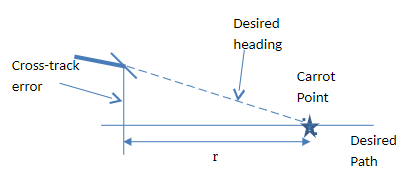 Desired
heading
Cross-track
error
Carrot
Point
Desired
Path
r